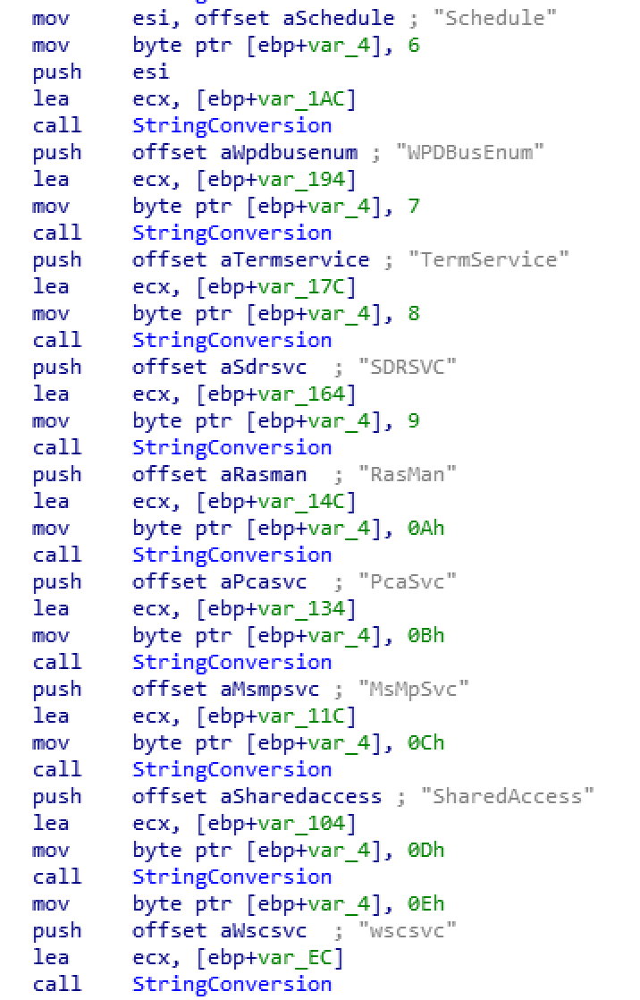 mov esi, offset aSchedule ; "Schedule"
mov byte ptr [ebp+var_4], 6
push esi
lea ecx, [ebp+var_1AC]
call StringConversion
push offset aWpdbusenum ; "WPDBusEnum"
lea ecx, [ebp+var_194]
mov byte ptr [ebp+var_4], 7
call StringConversion
push offset aTermservice ; "TermService"
lea ecx, [ebp+var_17C]
mov byte ptr [ebp+var_4], 8
call StringConversion
push offset aSdrsvc ; "SDRSVC"
lea ecx, [ebp+var_164]
mov byte ptr [ebp+var_4], 9
call StringConversion
push offset aRasman ; "RasMan"
lea ecx, [ebp+var_14C]
mov byte ptr [ebp+var_4], 0Ah
call StringConversion
push offset aPcasvc ; "PcaSvc"
lea ecx, [ebp+var_134]
mov byte ptr [ebp+var_4], 0Bh
call StringConversion
push offset aMsmpsvc ; "MsMpSvc"
lea ecx, [ebp+var_11C]
mov byte ptr [ebp+var_4], 0Ch
call StringConversion
push offset aSharedaccess ; "SharedAccess"
lea ecx, [ebp+var_104]
mov byte ptr [ebp+var_4], 0Dh
call StringConversion
mov byte ptr [ebp+var_4], 0Eh
push offset aWscsvc ; "wscsvc"
lea ecx, [ebp+var_EC]
call StringConversion